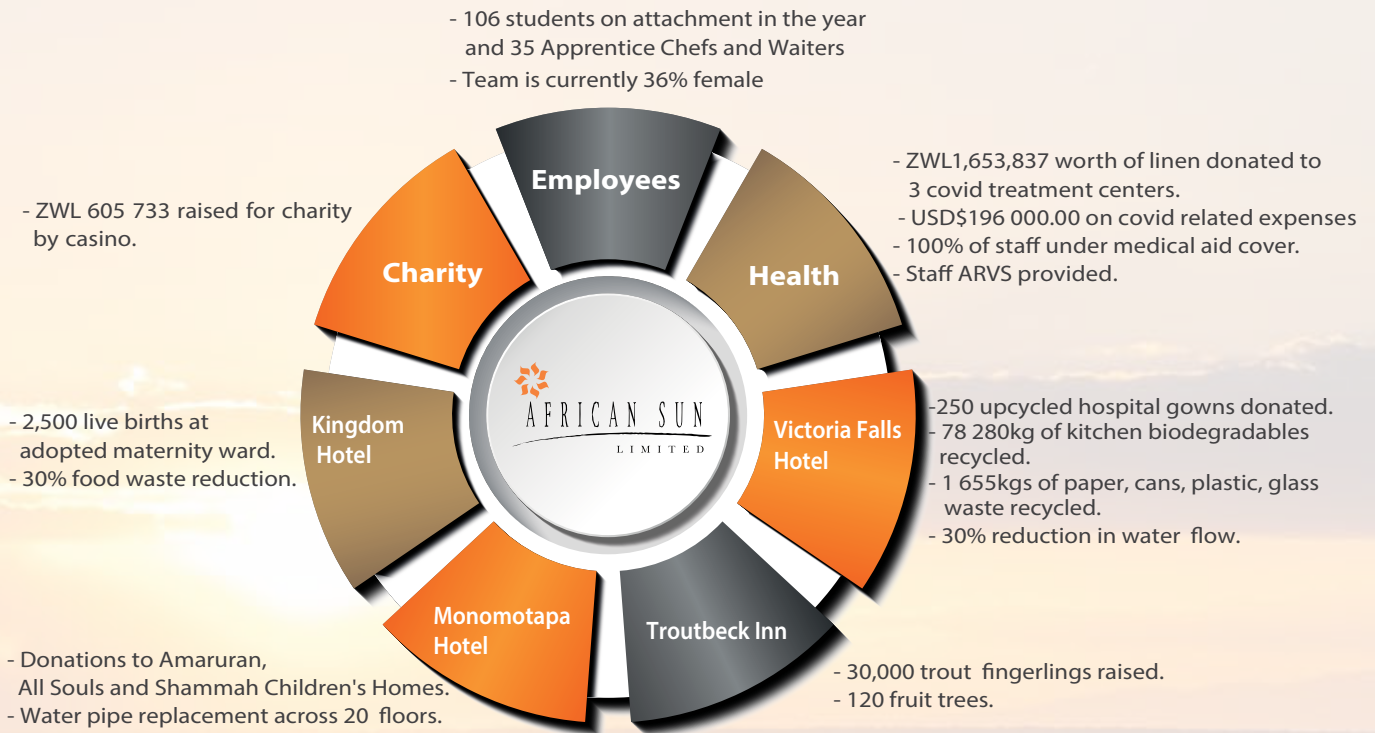 - 106 students on attachment in the year
and 35 Apprentice Chefs and Waiters
- Team is currently 36% female
Employees
- ZWL1,653,837 worth of linen donated to
3 covid treatment centers.
- USD$196 000.00 on covid related expenses
- 100% of staff under medical aid cover.
- Staff ARVS provided.
Health
- ZWL 605 733 raised for charity
by casino.
Charity
AFRICAN SUN
LIMITED
- 2,500 live births at
adopted maternity ward.
- 30% food waste reduction.
Kingdom
Hotel
Victoria Falls
Hotel
-250 upcycled hospital gowns donated.
- 78 280kg of kitchen biodegradables
recycled.
- 1 655kgs of paper, cans, plastic, glass
waste recycled.
- 30% reduction in water flow.
Monomotapa
Hotel
- Donations to Amaruran,
All Souls and Shammah Children's Homes.
- Water pipe replacement across 20 floors.
Troutbeck Inn
- 30,000 trout fingerlings raised.
- 120 fruit trees.